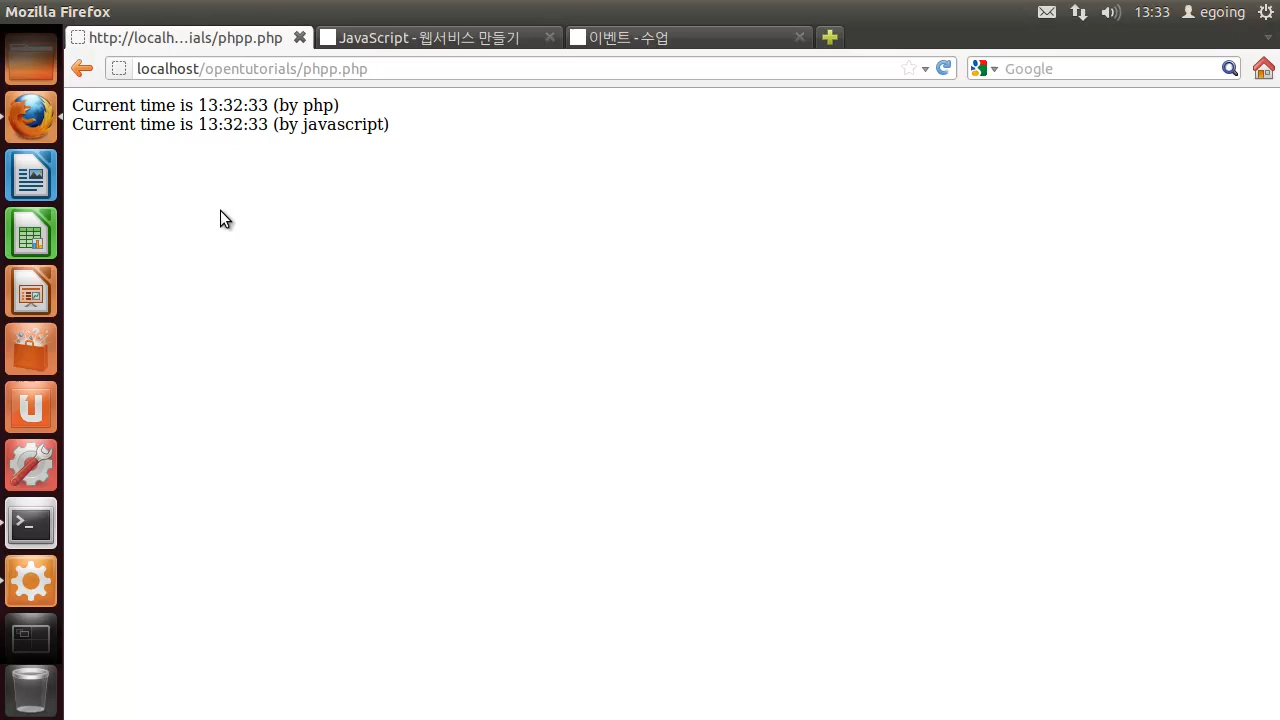 Mozilla Firefox
13:33 egoing
http://localh...ials/phpp.php
JavaScript - 웹서비스 만들기
이벤트 - 수업
localhost/opentutorials/phpp.php
Google
Current time is 13:32:33 (by php)
Current time is 13:32:33 (by javascript)